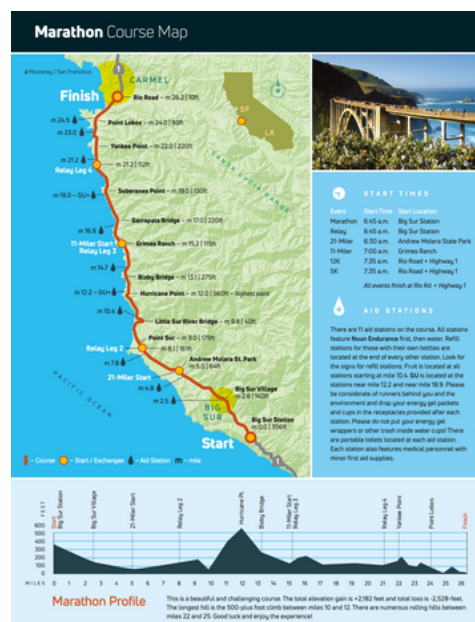 Marathon Course Map
Monterey / San Francisco
1
CARMEL
Finish
Rio Road – m 26.2 | 10ft
m 24.5
Point Lobos – m 24.0 | 80ft
m 23.0
Yankee Point – m 22.0 | 220ft
m 21.2
m 21.2 | 112ft
Relay Leg 4
m 19.0 – GU+
Soberanes Point – m 19.0 | 130ft
Garrapata Bridge – m 17.0 | 220ft
m 16.9
11-Miler Start
Relay Leg 3
Grimes Ranch – m 15.2 | 115ft
m 14.7
Bixby Bridge – m 13.1 | 275ft
m 12.2 – GU+
Hurricane Point – m 12.0 | 560ft – highest point
m 10.4
Little Sur River Bridge – m 9.8 | 40ft
Point Sur – m 9.0 | 175ft
Relay Leg 2
m 8.1 | 161ft
m 7.8
Andrew Molera St. Park
m 5.0 | 64ft
21-Miler Start
m 4.8
Big Sur Village
m 2.6 | 140ft
m 2.5
BIG
SUR
Big Sur Station
m 0.0 | 356ft
Start
1
PACIFIC OCEAN
SANTA LUCIA RANGE
SF
LA
– Course
– Start / Exchanges
– Aid Station
m – mile
START TIMES
Event Start Time Start Location
Marathon 6:45 a.m. Big Sur Station
Relay 6:45 a.m. Big Sur Station
21-Miler 6:30 a.m. Andrew Molera State Park
11-Miler 7:00 a.m. Grimes Ranch
12K 7:35 a.m. Rio Road + Highway 1
5K 7:35 a.m. Rio Road + Highway 1
All events finish at Rio Rd. + Highway 1
AID STATIONS
There are 11 aid stations on the course. All stations
feature Nuun Endurance first, then water. Refill
stations for those with their own bottles are
located at the end of every other station. Look for
the signs for refill stations. Fruit is located at all
stations starting at mile 10.4. GU is located at the
stations near mile 12.2 and near mile 18.9. Please
be considerate of runners behind you and the
environment and drop your energy gel packets
and cups in the receptacles provided after each
station. Please do not put your energy gel
wrappers or other trash inside water cups! There
are portable toilets located at each aid station.
Each station also features medical personnel with
minor first aid supplies.
FEET
Start
Big Sur Station
Big Sur Village
21-Miler Start
Relay Leg 2
Hurricane Pt.
Bixby Bridge
11-Miler Start
Relay Leg 3
Relay Leg 4
Yankee Point
Point Lobos
Finish
600
500
400
300
200
100
0
MILES 0 1 2 3 4 5 6 7 8 9 10 11 12 13 14 15 16 17 18 19 20 21 22 23 24 25 26
Marathon Profile
This is a beautiful and challenging course. The total elevation gain is +2,182 feet and total loss is -2,528-feet.
The longest hill is the 500-plus foot climb between miles 10 and 12. There are numerous rolling hills between
miles 22 and 25. Good luck and enjoy the experience!